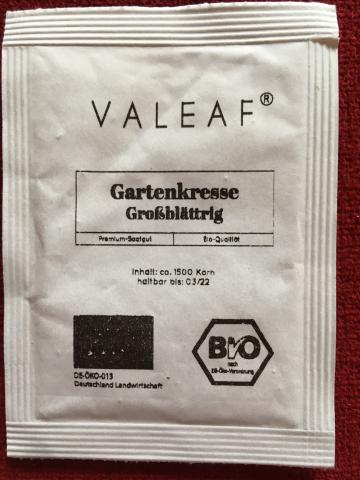 VALEAF®
Gartenkresse
Großblättrig
Premium-Saatgut Bio-Qualität
Inhalt: ca. 1500 Korn
haltbar bis: 03/22
BIO
nach
EG-Öko-Verordnung
DE-ÖKO-013
Deutschland Landwirtschaft